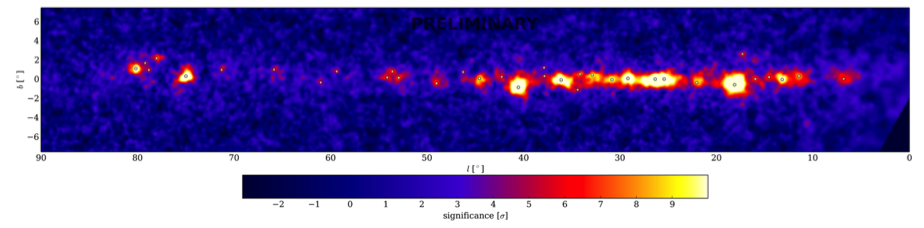 PRELIMINARY
6
4
2
0
−2
−4
−6
b [°]
90 80 70 60 50 40 30 20 10 0
l [°]
−2 −1 0 1 2 3 4 5 6 7 8 9
significance [σ]